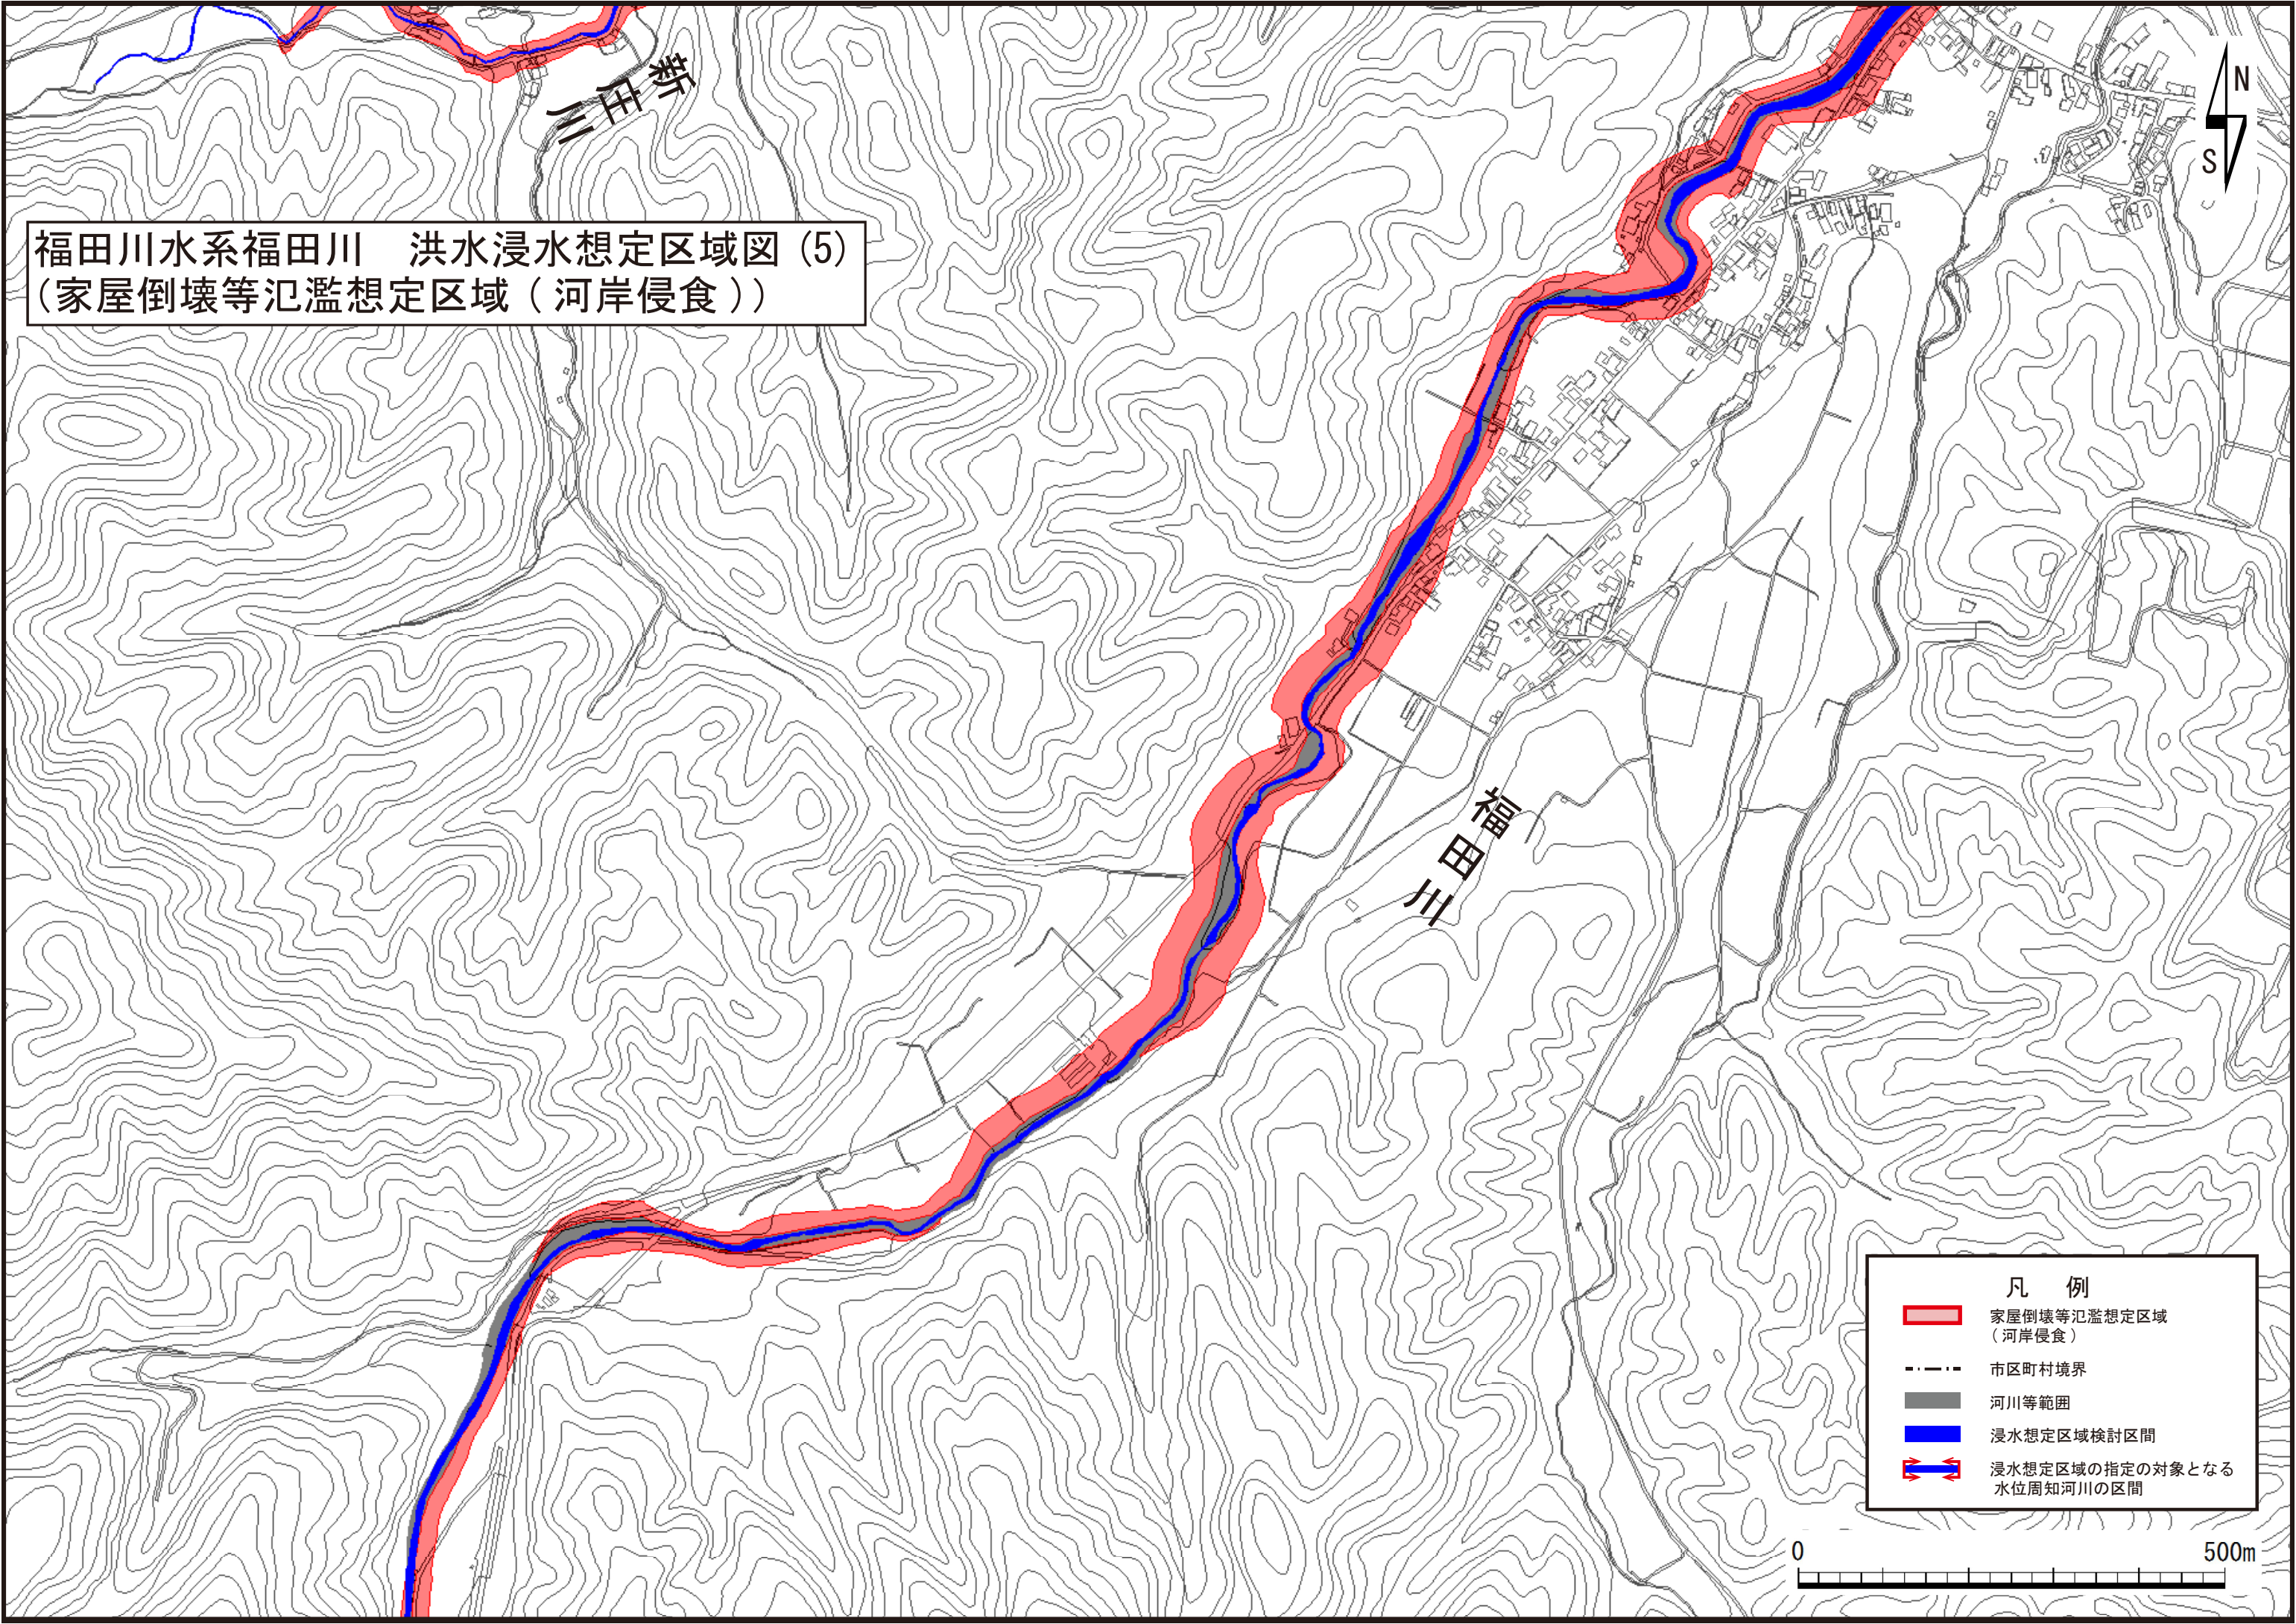 新庄川
N
S
福田川水系福田川　洪水浸水想定区域図(5)
(家屋倒壊等氾濫想定区域(河岸侵食))
福田川
凡　例
家屋倒壊等氾濫想定区域
(河岸侵食)
市区町村境界
河川等範囲
浸水想定区域検討区間
浸水想定区域の指定の対象となる
水位周知河川の区間
0
500m